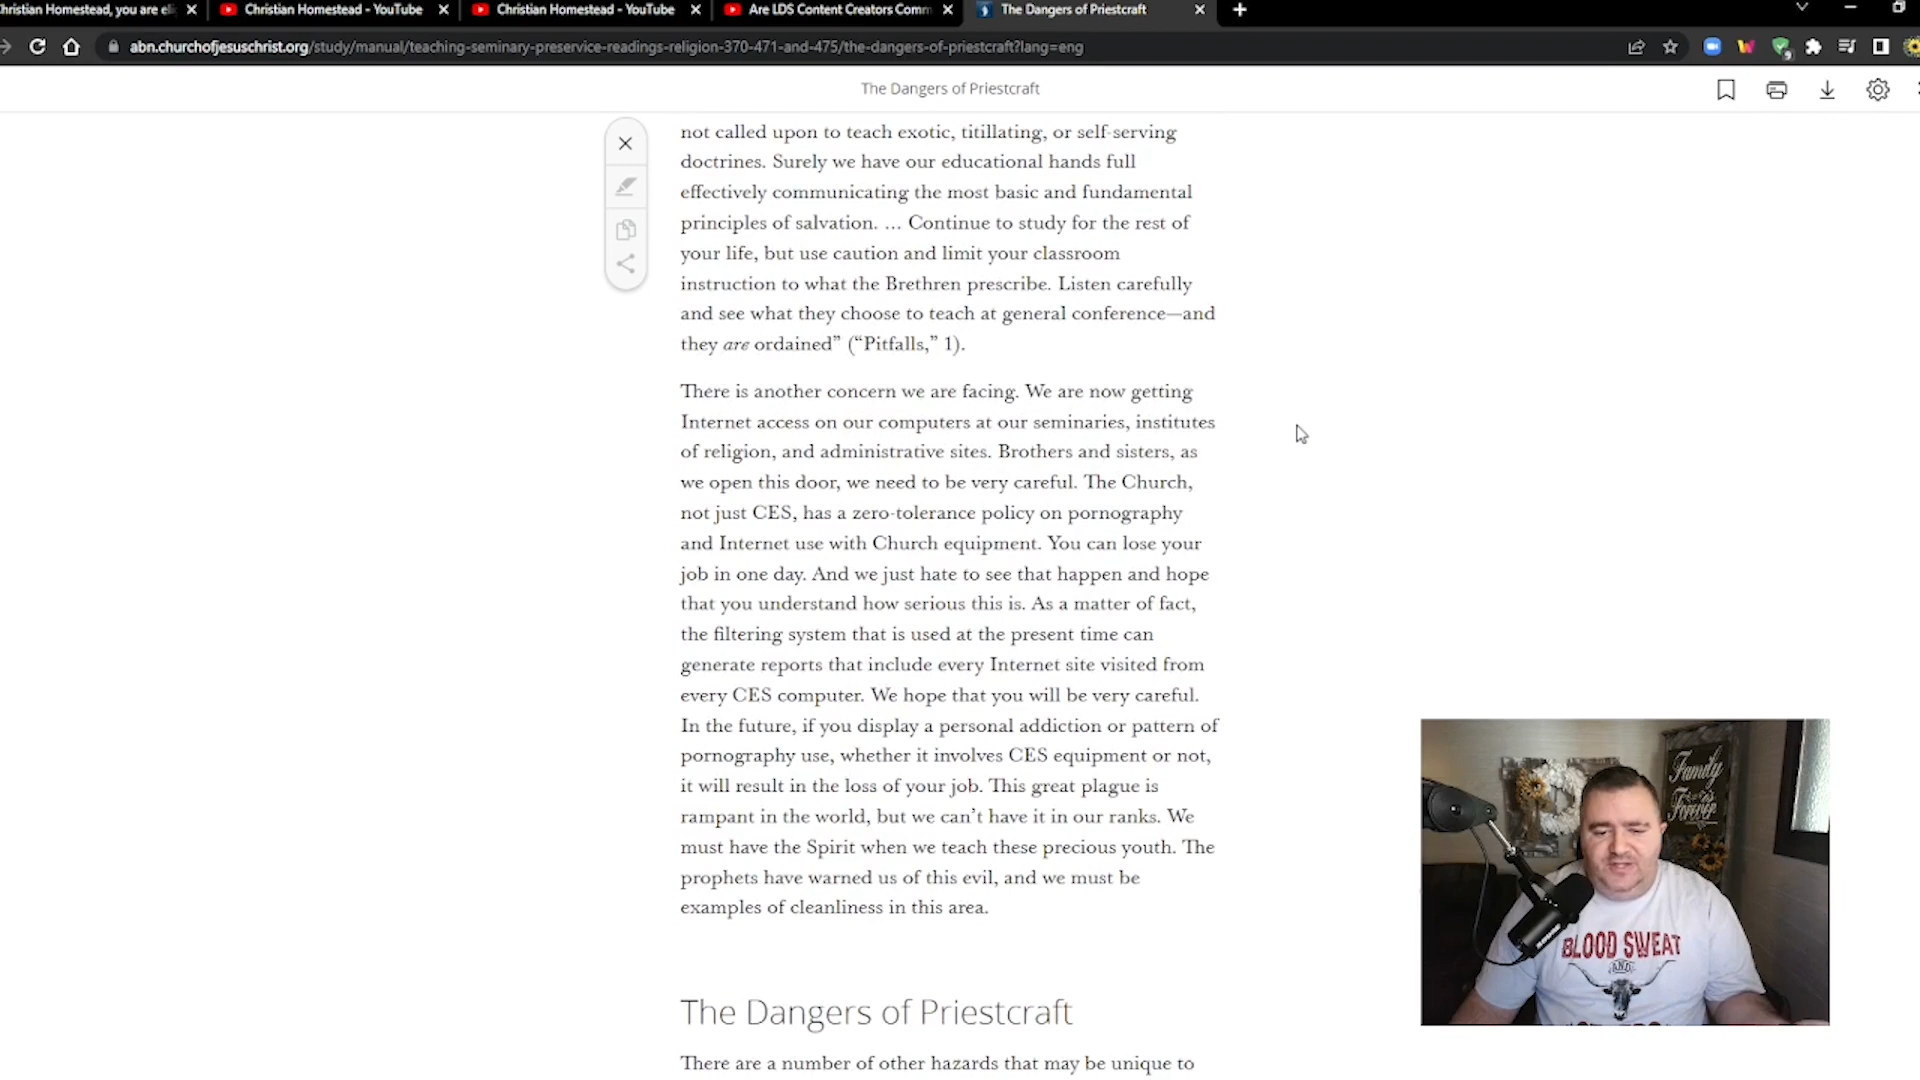 hristian Homestead, you are eli
Christian Homestead - YouTube
Christian Homestead - YouTube
Are LDS Content Creators Comm
The Dangers of Priestcraft
abn.churchofjesuschrist.org/study/manual/teaching-seminary-preservice-readings-religion-370-471-and-475/the-dangers-of-priestcraft?lang=eng
The Dangers of Priestcraft
not called upon to teach exotic, titillating, or self-serving
doctrines. Surely we have our educational hands full
effectively communicating the most basic and fundamental
principles of salvation. … Continue to study for the rest of
your life, but use caution and limit your classroom
instruction to what the Brethren prescribe. Listen carefully
and see what they choose to teach at general conference—and
they are ordained” (“Pitfalls,” 1).
There is another concern we are facing. We are now getting
Internet access on our computers at our seminaries, institutes
of religion, and administrative sites. Brothers and sisters, as
we open this door, we need to be very careful. The Church,
not just CES, has a zero-tolerance policy on pornography
and Internet use with Church equipment. You can lose your
job in one day. And we just hate to see that happen and hope
that you understand how serious this is. As a matter of fact,
the filtering system that is used at the present time can
generate reports that include every Internet site visited from
every CES computer. We hope that you will be very careful.
In the future, if you display a personal addiction or pattern of
pornography use, whether it involves CES equipment or not,
it will result in the loss of your job. This great plague is
rampant in the world, but we can’t have it in our ranks. We
must have the Spirit when we teach these precious youth. The
prophets have warned us of this evil, and we must be
examples of cleanliness in this area.
The Dangers of Priestcraft
There are a number of other hazards that may be unique to
Family
Forever
BLOOD SWEAT
AND